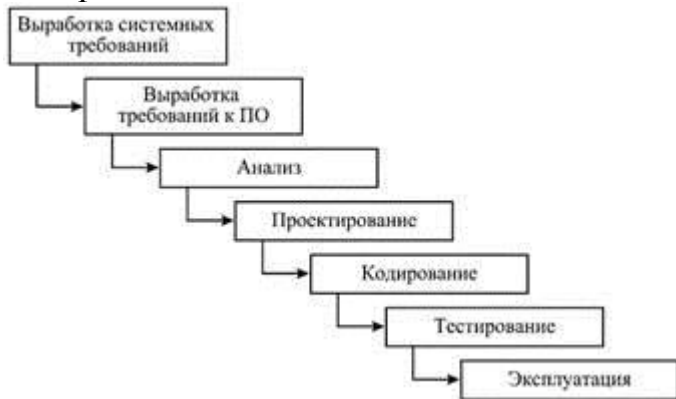 Выработка системных
требований
Выработка
требований к ПО
Анализ
Проектирование
Кодирование
Тестирование
Эксплуатация